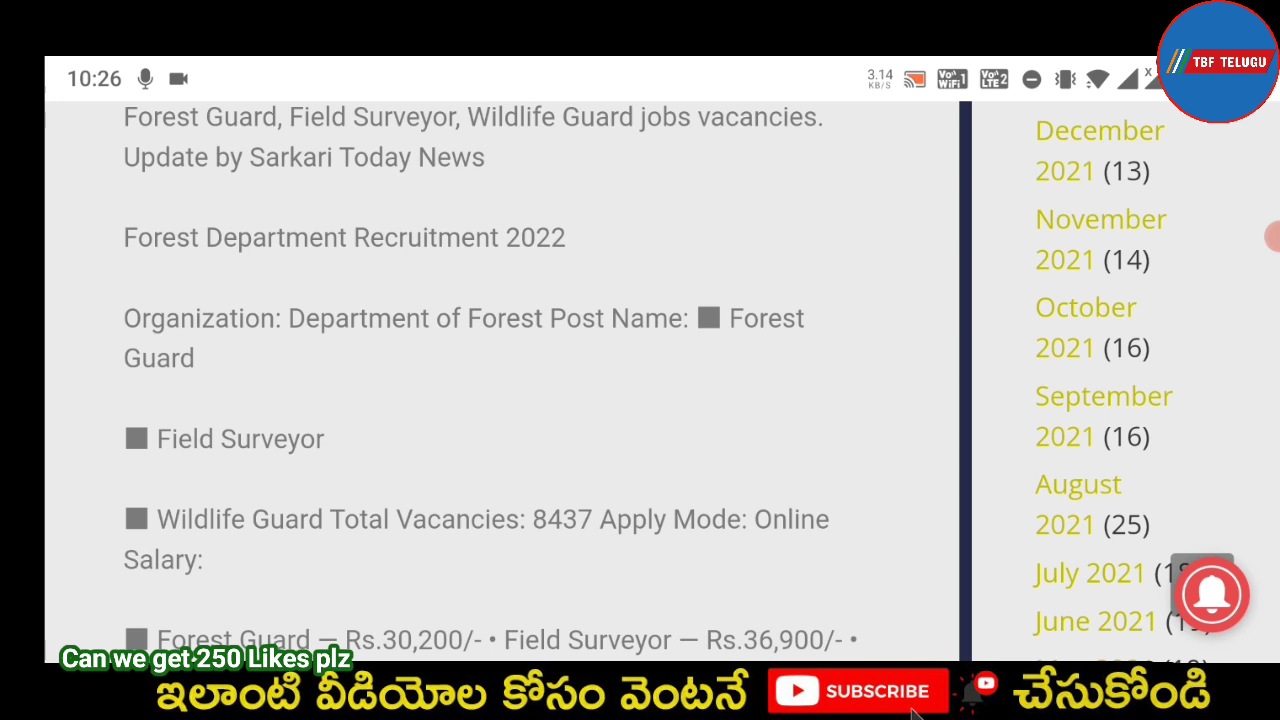 TBF TELUGU
10:26
3.14
KB/S
Vo
WiFi1
Vo
LTE2
X
Forest Guard, Field Surveyor, Wildlife Guard jobs vacancies.
Update by Sarkari Today News
Forest Department Recruitment 2022
Organization: Department of Forest Post Name: ■ Forest
Guard
■ Field Surveyor
■ Wildlife Guard Total Vacancies: 8437 Apply Mode: Online
Salary:
■ Forest Guard — Rs.30,200/- • Field Surveyor — Rs.36,900/- •
December
2021 (13)
November
2021 (14)
October
2021 (16)
September
2021 (16)
August
2021 (25)
July 2021
June 2021
Can we get 250 Likes plz
ఇలాంటి వీడియోల కోసం వెంటనే SUBSCRIBE చేసుకోండి